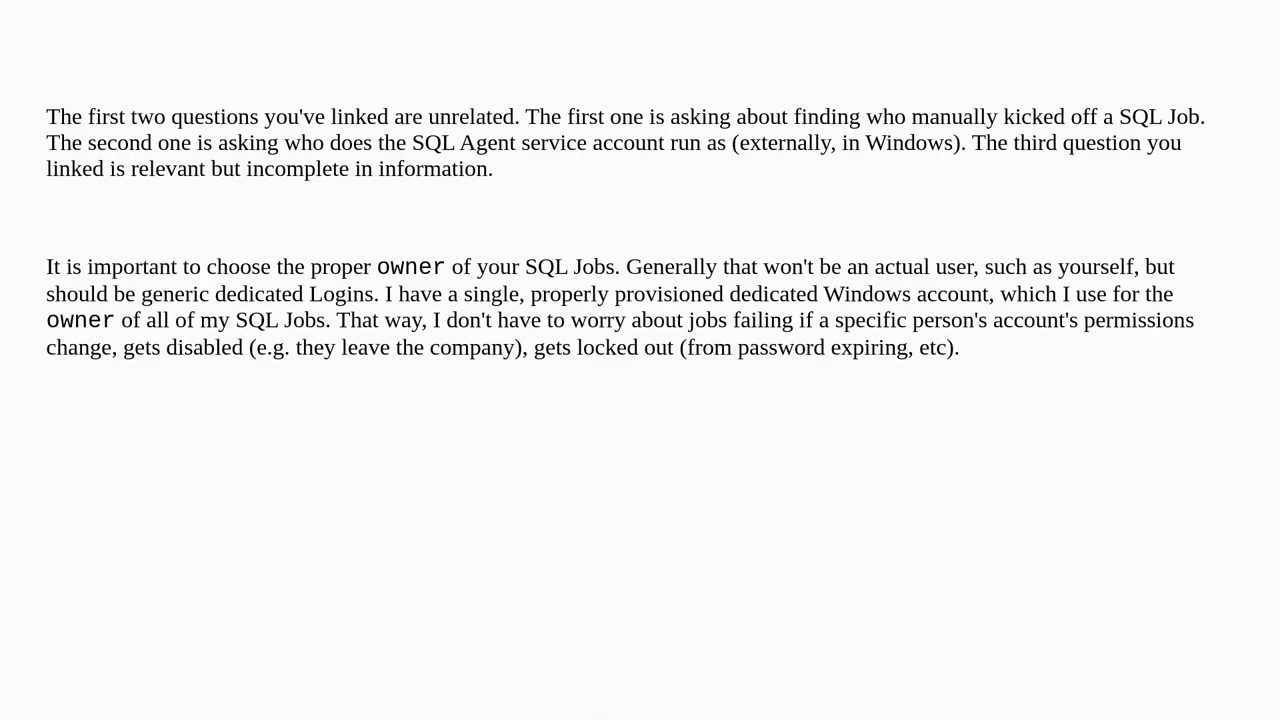 The first two questions you've linked are unrelated. The first one is asking about finding who manually kicked off a SQL Job.
The second one is asking who does the SQL Agent service account run as (externally, in Windows). The third question you
linked is relevant but incomplete in information.
It is important to choose the proper owner of your SQL Jobs. Generally that won't be an actual user, such as yourself, but
should be generic dedicated Logins. I have a single, properly provisioned dedicated Windows account, which I use for the
owner of all of my SQL Jobs. That way, I don't have to worry about jobs failing if a specific person's account's permissions
change, gets disabled (e.g. they leave the company), gets locked out (from password expiring, etc).